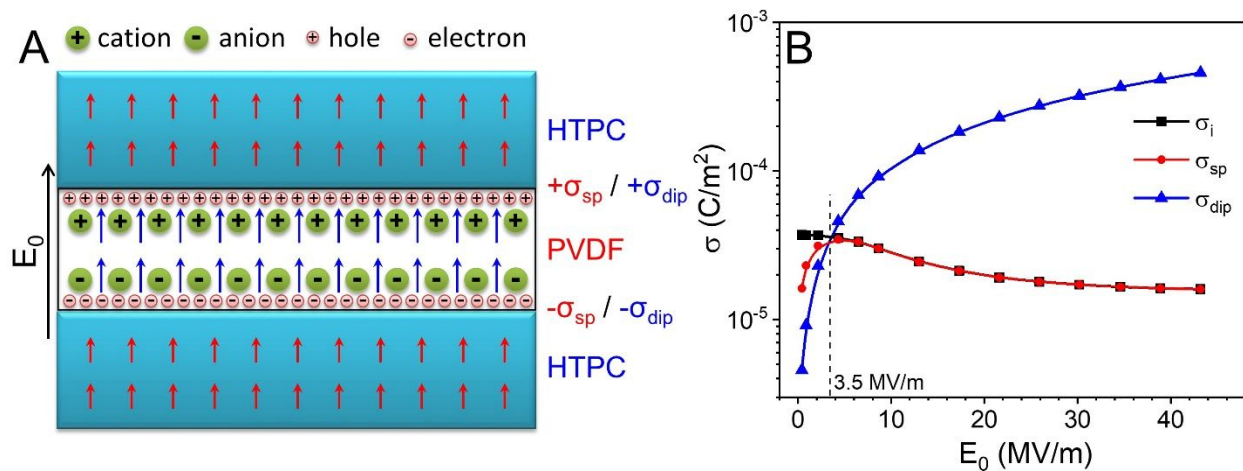 A
+ cation - anion + hole - electron
HTPC
+σsp / +σdip
E0
PVDF
-σsp / -σdip
HTPC
B
10⁻³
10⁻⁴
10⁻⁵
σ (C/m²)
σi
σsp
σdip
3.5 MV/m
0 10 20 30 40
E0 (MV/m)